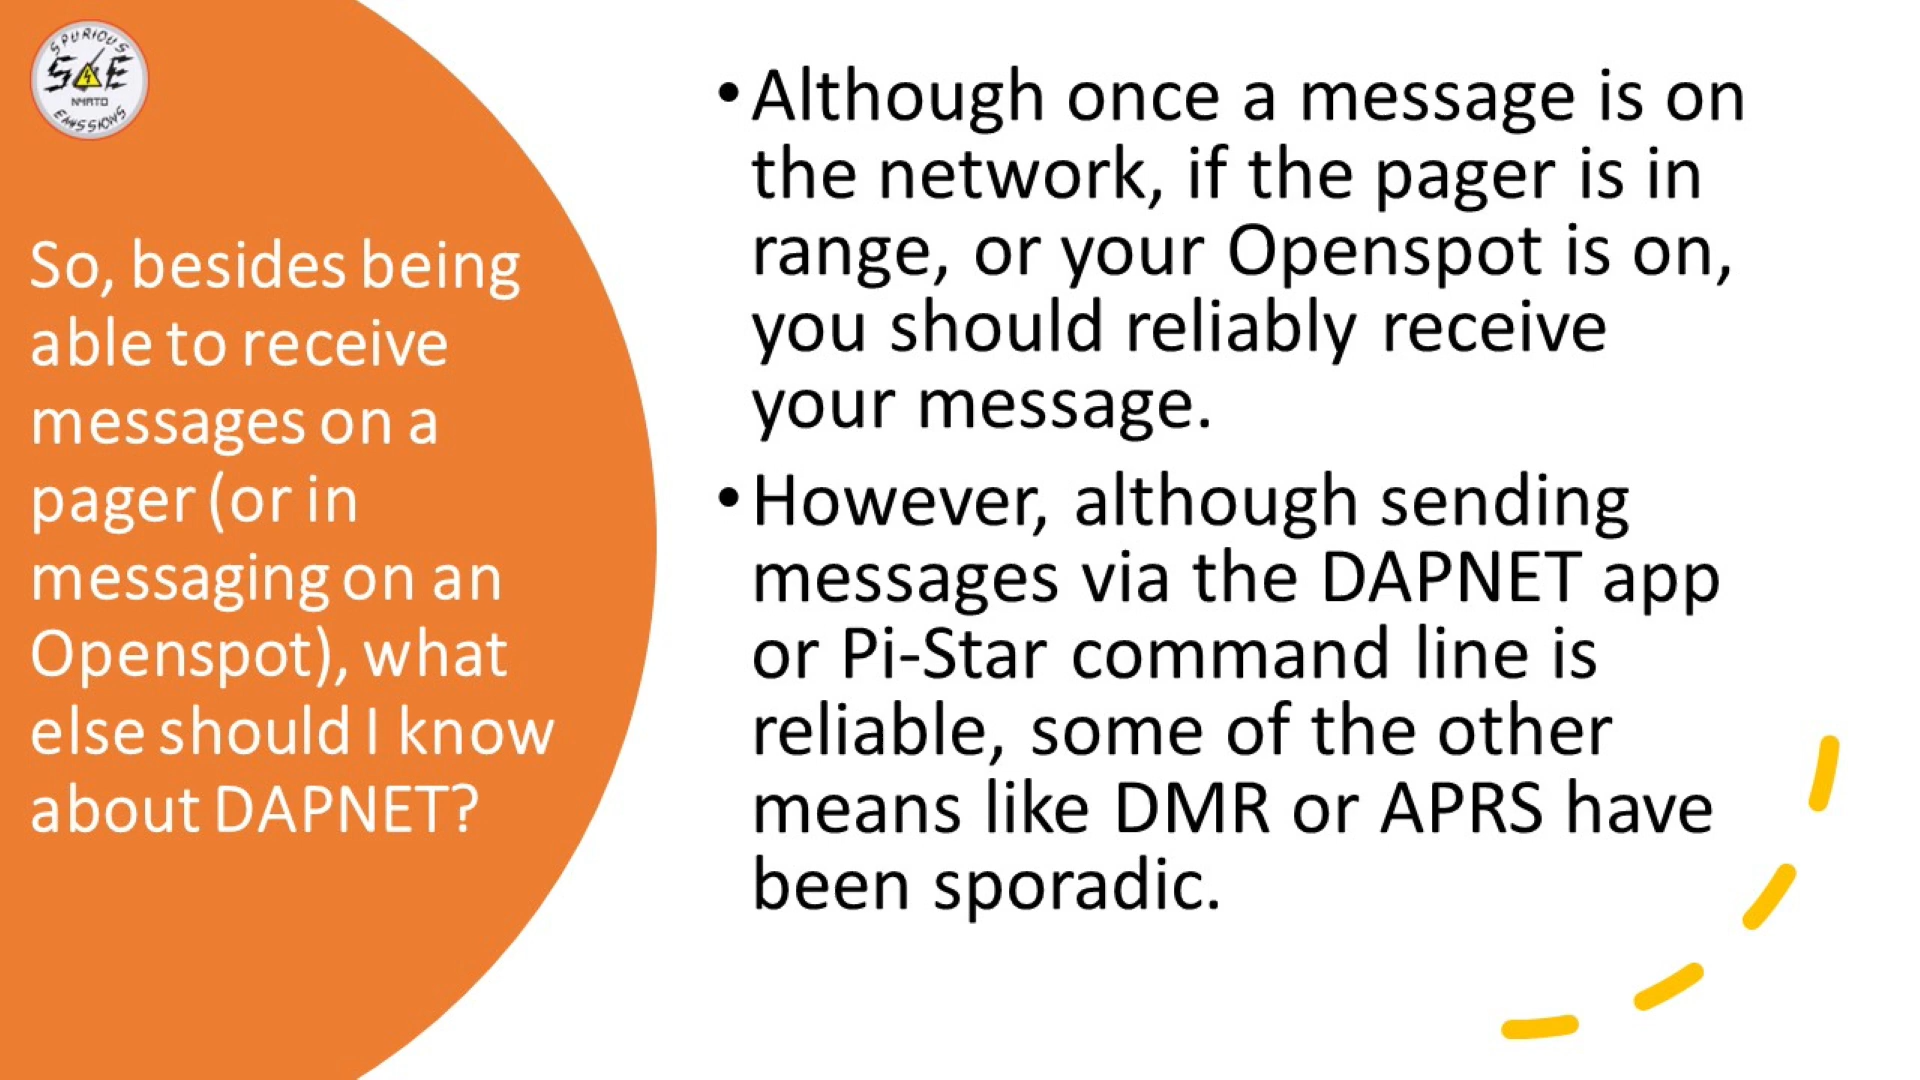 SPURIOUS
S E
N4RTD
EMISSIONS
So, besides being
able to receive
messages on a
pager (or in
messaging on an
Openspot), what
else should I know
about DAPNET?
•Although once a message is on
the network, if the pager is in
range, or your Openspot is on,
you should reliably receive
your message.
•However, although sending
messages via the DAPNET app
or Pi-Star command line is
reliable, some of the other
means like DMR or APRS have
been sporadic.